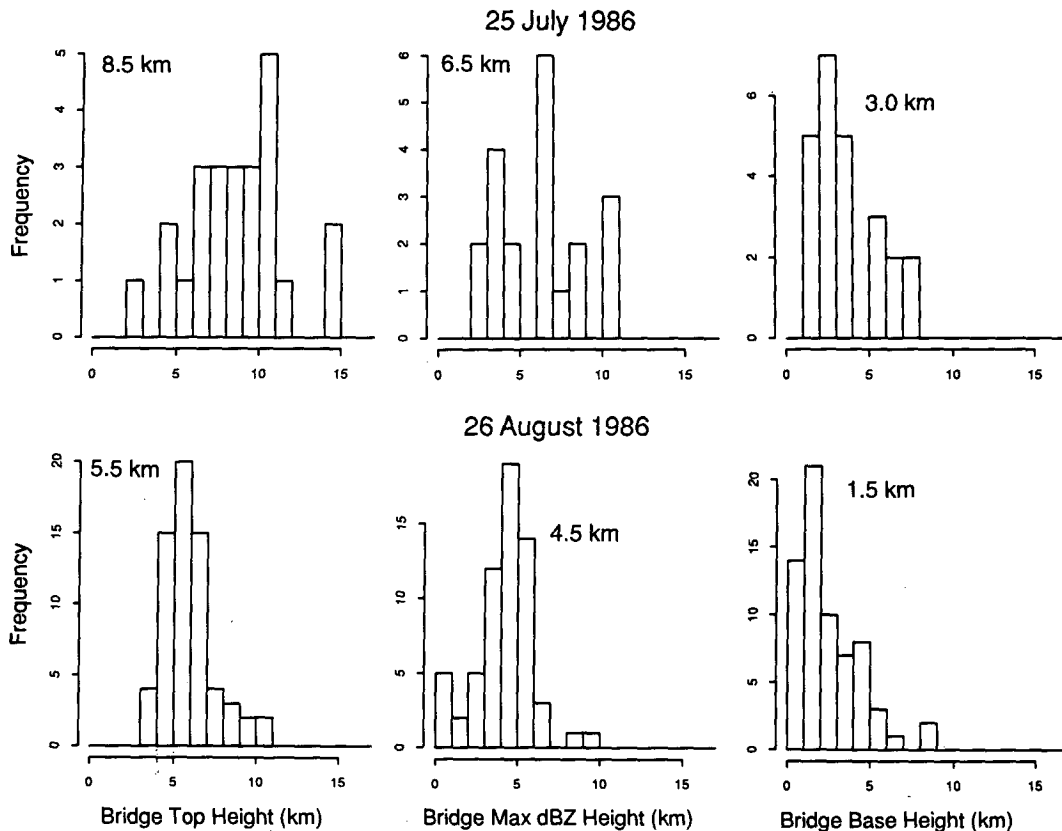 25 July 1986
8.5 km
6.5 km
3.0 km
Frequency
0 1 2 3 4 5
0 1 2 3 4 5 6
0 2 4 6
0 5 10 15
0 5 10 15
0 5 10 15
26 August 1986
5.5 km
4.5 km
1.5 km
Frequency
0 5 10 15 20
0 5 10 15
0 5 10 15 20
0 5 10 15
0 5 10 15
0 5 10 15
Bridge Top Height (km)
Bridge Max dBZ Height (km)
Bridge Base Height (km)